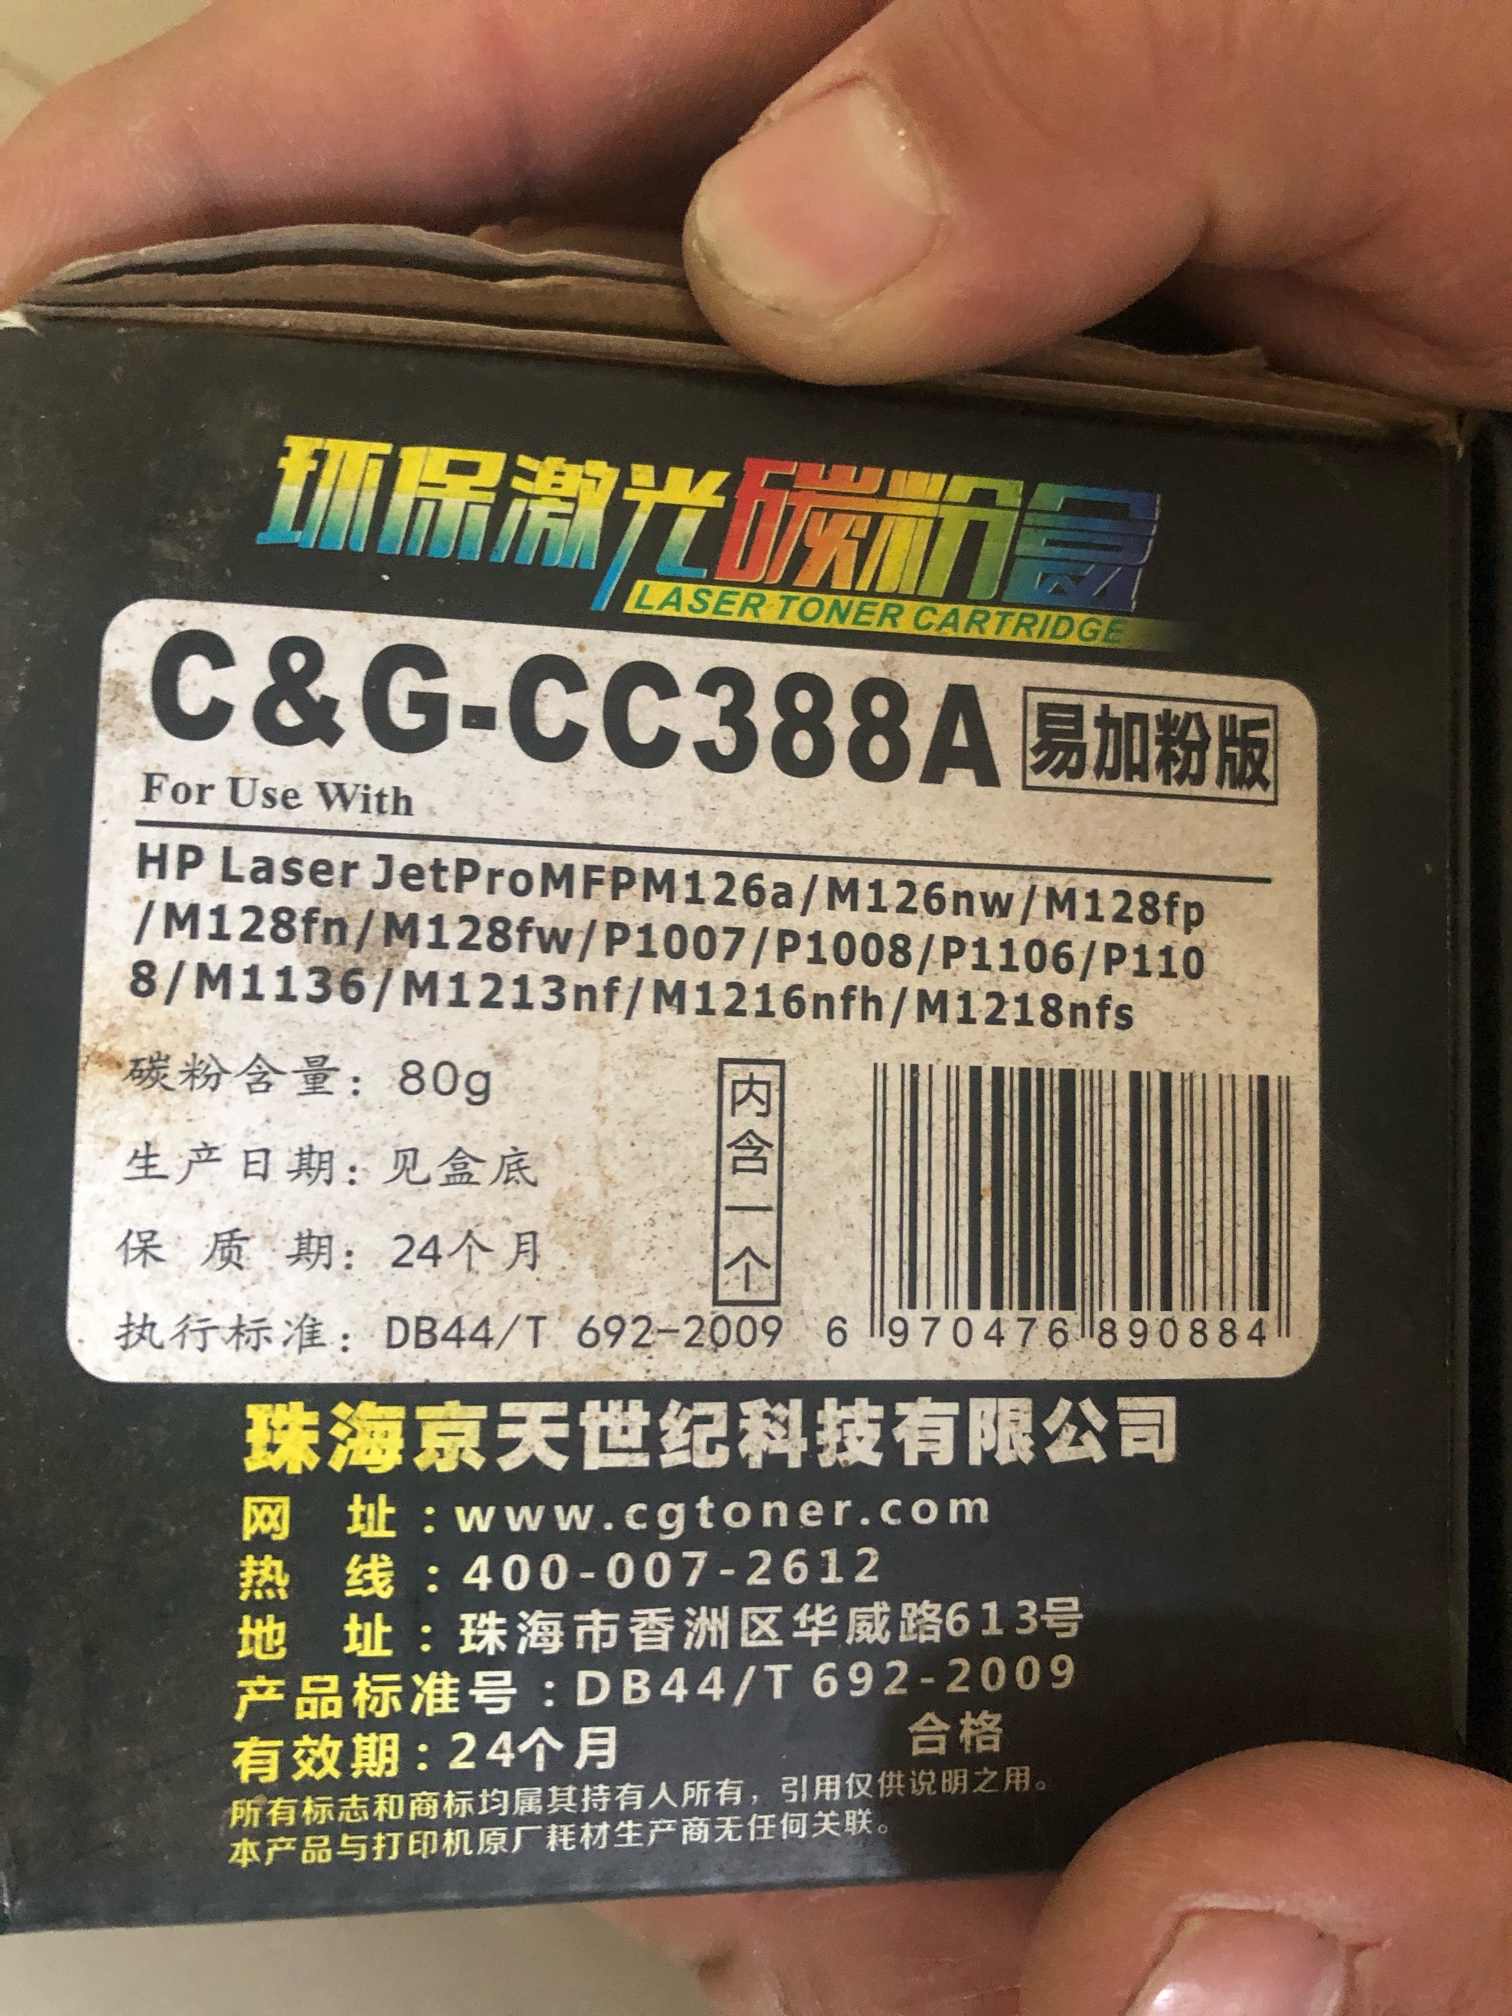 环保激光碳粉盒
LASER TONER CARTRIDGE
C&G-CC388A 易加粉版
For Use With
HP Laser JetProMFPM126a/M126nw/M128fp
/M128fn/M128fw/P1007/P1008/P1106/P110
8/M1136/M1213nf/M1216nfh/M1218nfs
碳粉含量：80g
生产日期：见盒底
保质期：24个月
执行标准：DB44/T 692-2009
内含一个
6 970476 890884
珠海京天世纪科技有限公司
网址：www.cgtoner.com
热线：400-007-2612
地址：珠海市香洲区华威路613号
产品标准号：DB44/T 692-2009
有效期：24个月 合格
所有标志和商标均属其持有人所有，引用仅供说明之用。
本产品与打印机原厂耗材生产商无任何关联。